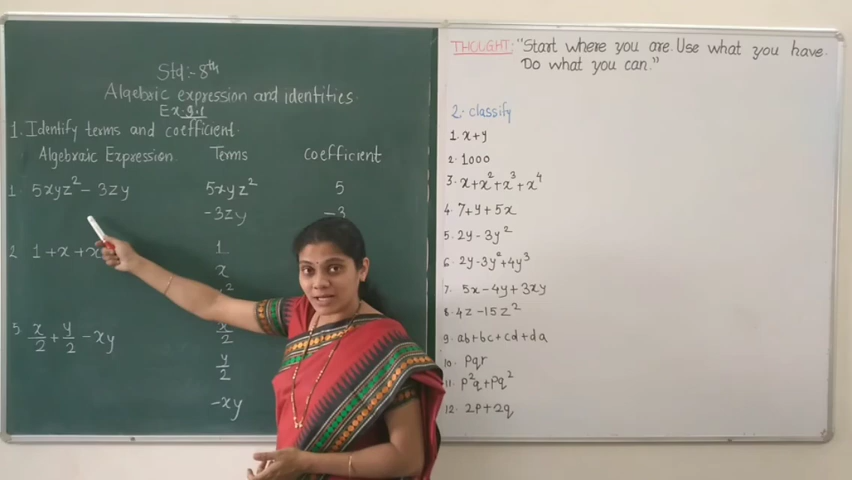 Std:- 8th
Algebric expression and identities.
Ex 9.1
1. Identify terms and coefficient.
Algebraic Expression. Terms coefficient
1. 5xyz² - 3zy 5xyz² 5
-3zy -3
2 1 + x + x 1
x
5. x/2 + y/2 - xy x/2
y/2
-xy
THOUGHT: "Start where you are. Use what you have.
Do what you can."
2. classify
1. x+y
2. 1000
3. x+x²+x³+x⁴
4. 7+y+5x
5. 2y-3y²
6. 2y-3y²+4y³
7. 5x-4y+3xy
8. 4z-15z²
9. ab+bc+cd+da
10. pqr
11. p²q+pq²
12. 2p+2q